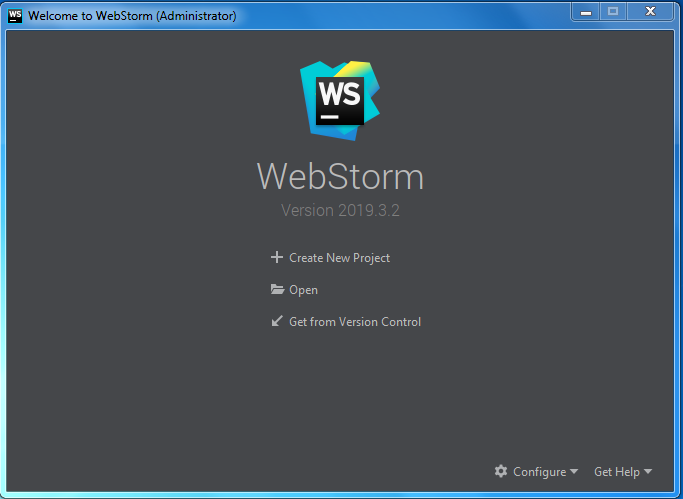 WS Welcome to WebStorm (Administrator)
WS
WebStorm
Version 2019.3.2
Create New Project
Open
Get from Version Control
Configure Get Help